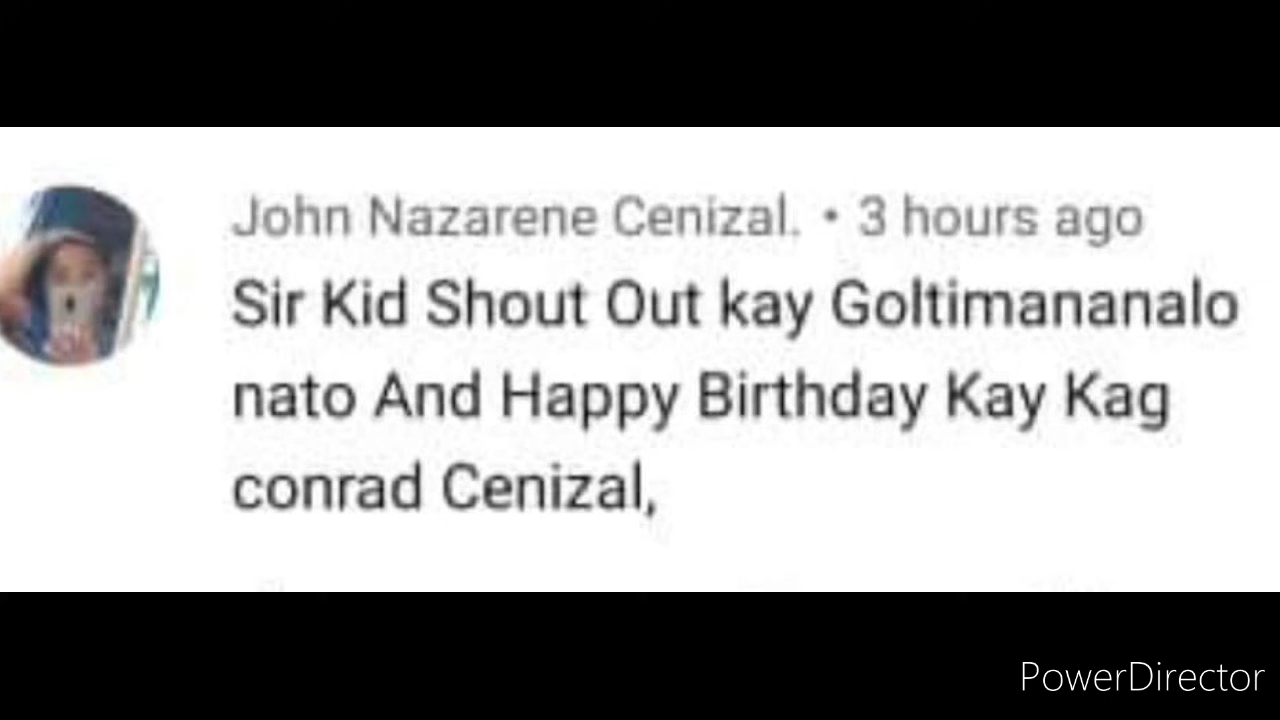 John Nazarene Cenizal. • 3 hours ago
Sir Kid Shout Out kay Goltimananalo
nato And Happy Birthday Kay Kag
conrad Cenizal,
PowerDirector